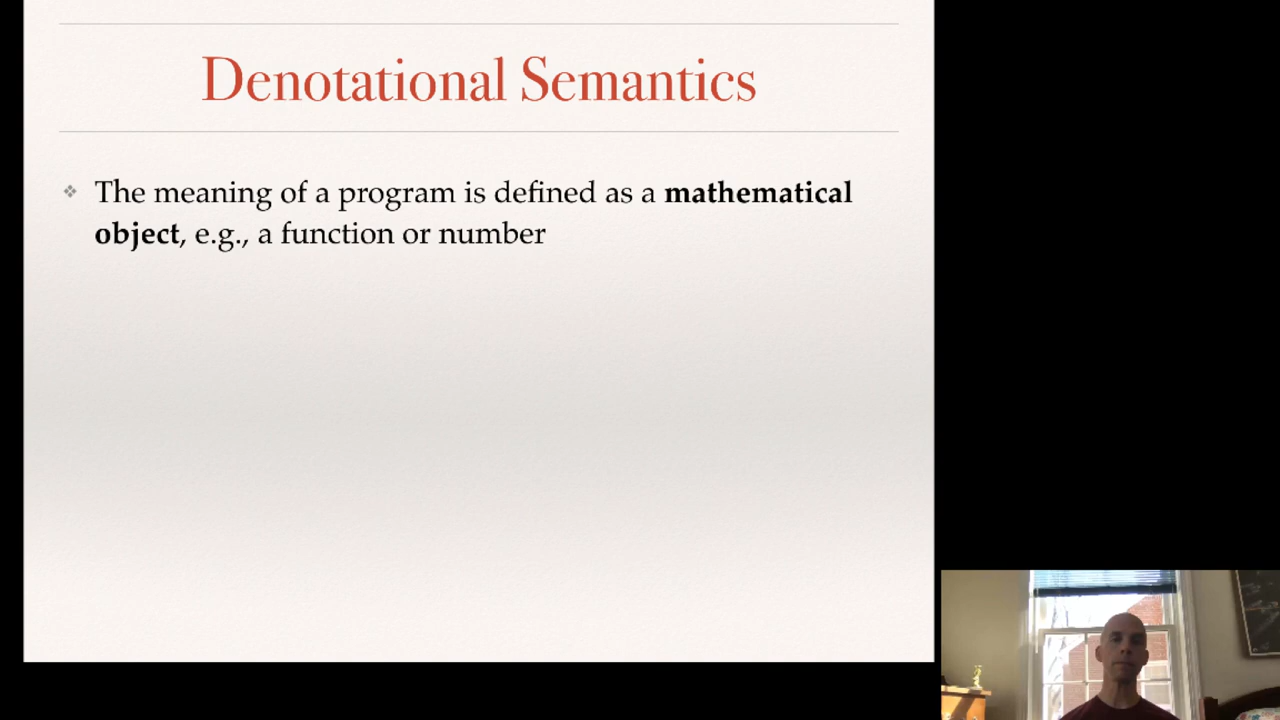 Denotational Semantics
The meaning of a program is defined as a mathematical
object, e.g., a function or number